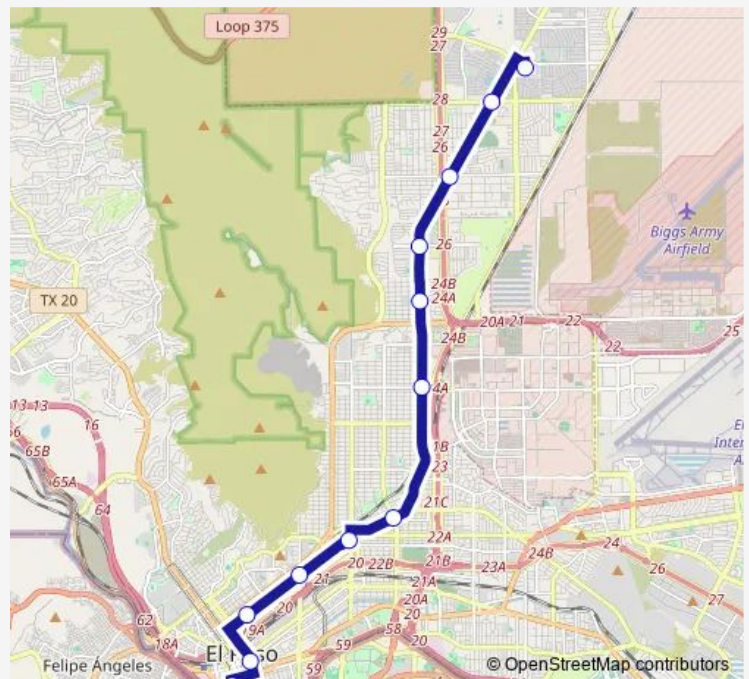 Loop 375
29
27
28
27
26
Biggs Army
Airfield
26
24B
24A
TX 20
20A 21
22
25
24B
22
13 13
16
4A
65B
1B
23
65A
64
21C
22A
24B
24
20 22B
21B
23A
26
21
21A
20A
27
20
20
62
19A
58
20
18A
59
El Paso
59
Felipe Ángeles
© OpenStreetMap contributors